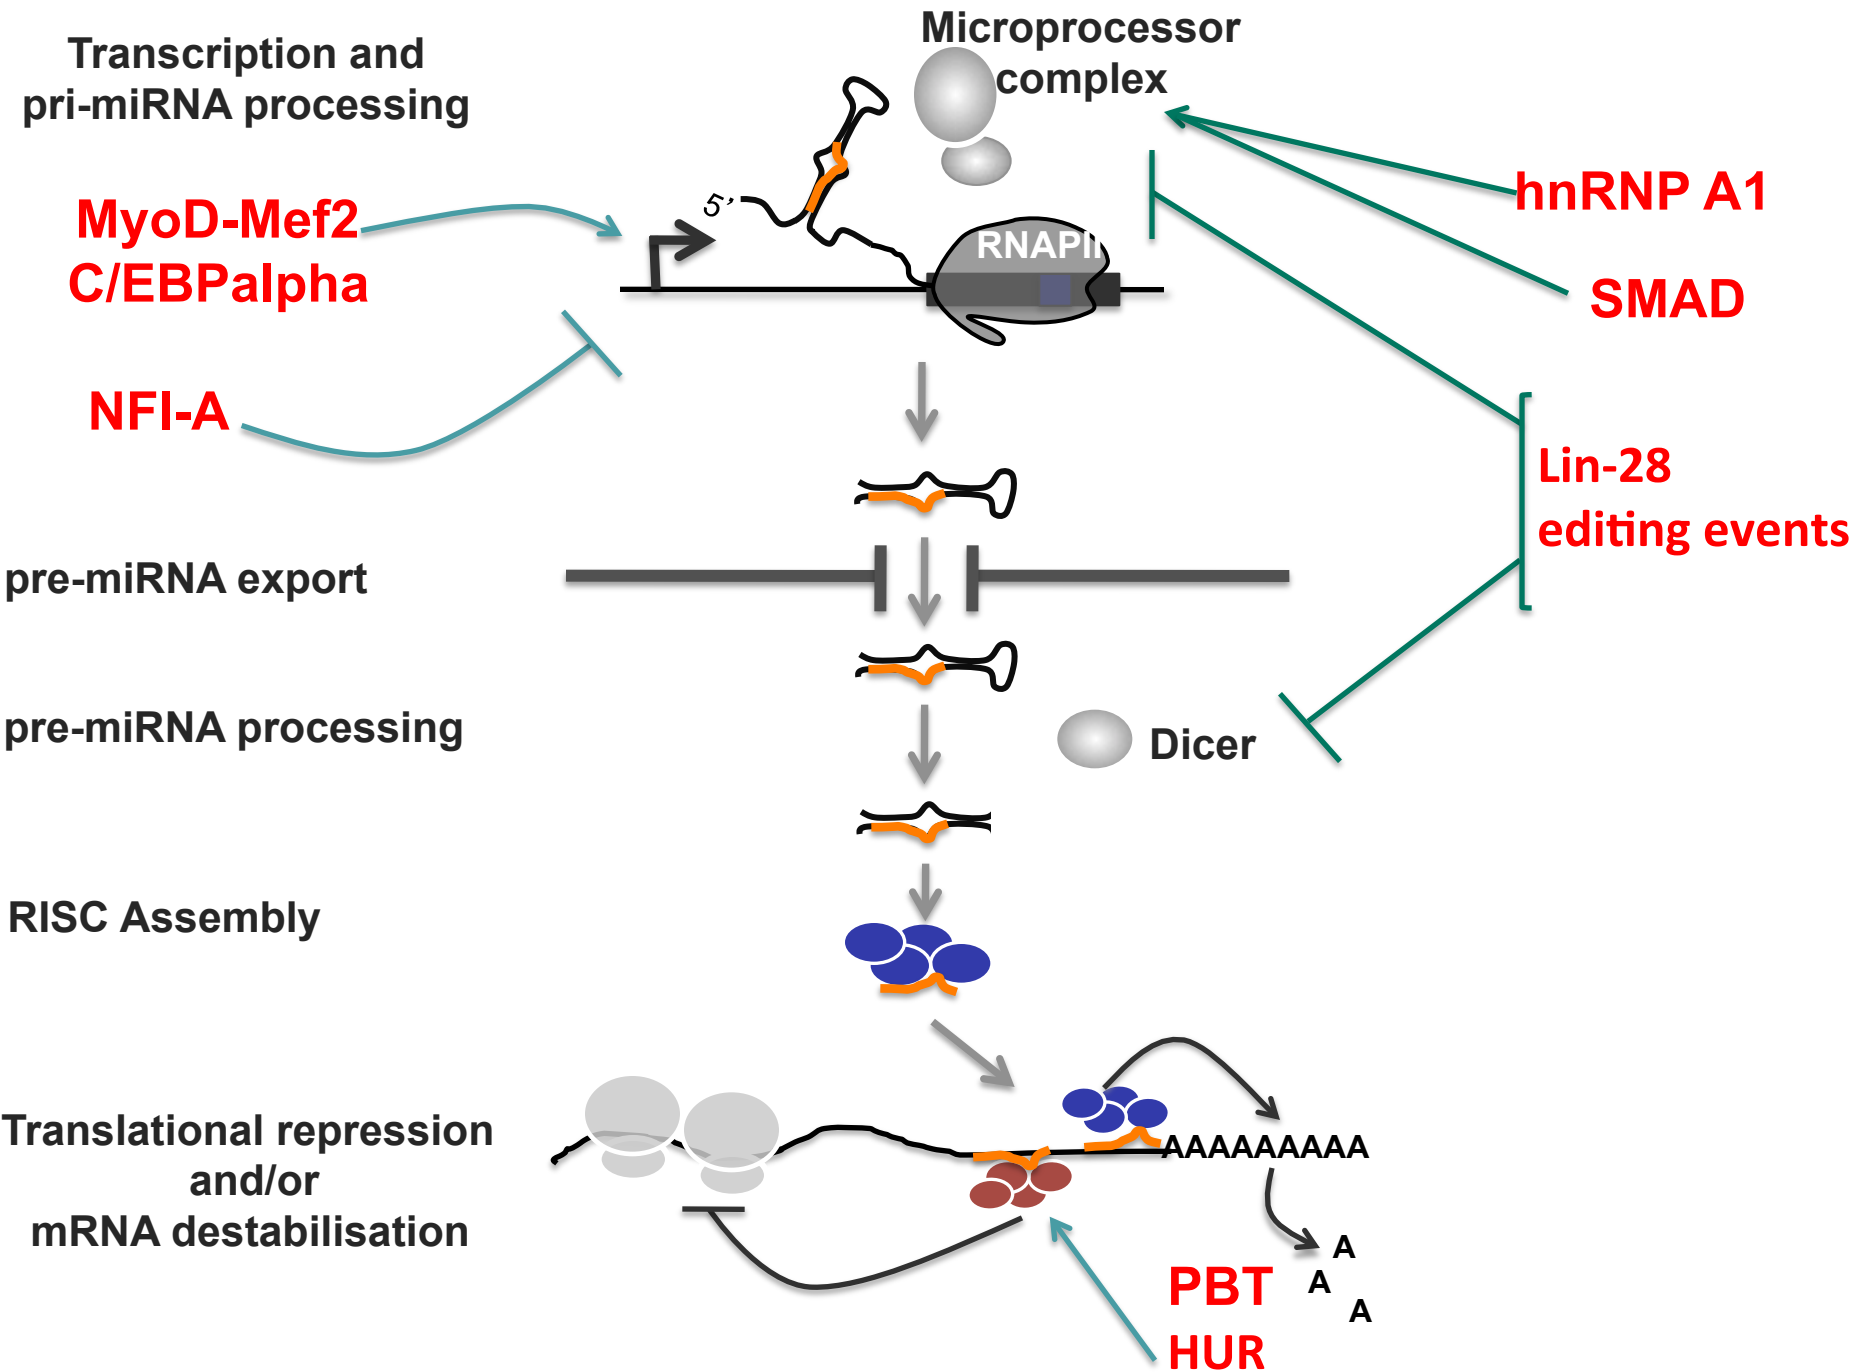 Microprocessor
complex
Transcription and
pri-miRNA processing
5’
MyoD-Mef2
C/EBPalpha
RNAPII
hnRNP A1
SMAD
NFI-A
Lin-28
editing events
pre-miRNA export
pre-miRNA processing
Dicer
RISC Assembly
Translational repression
and/or
mRNA destabilisation
AAAAAAAAA
A
A
A
PBT
HUR